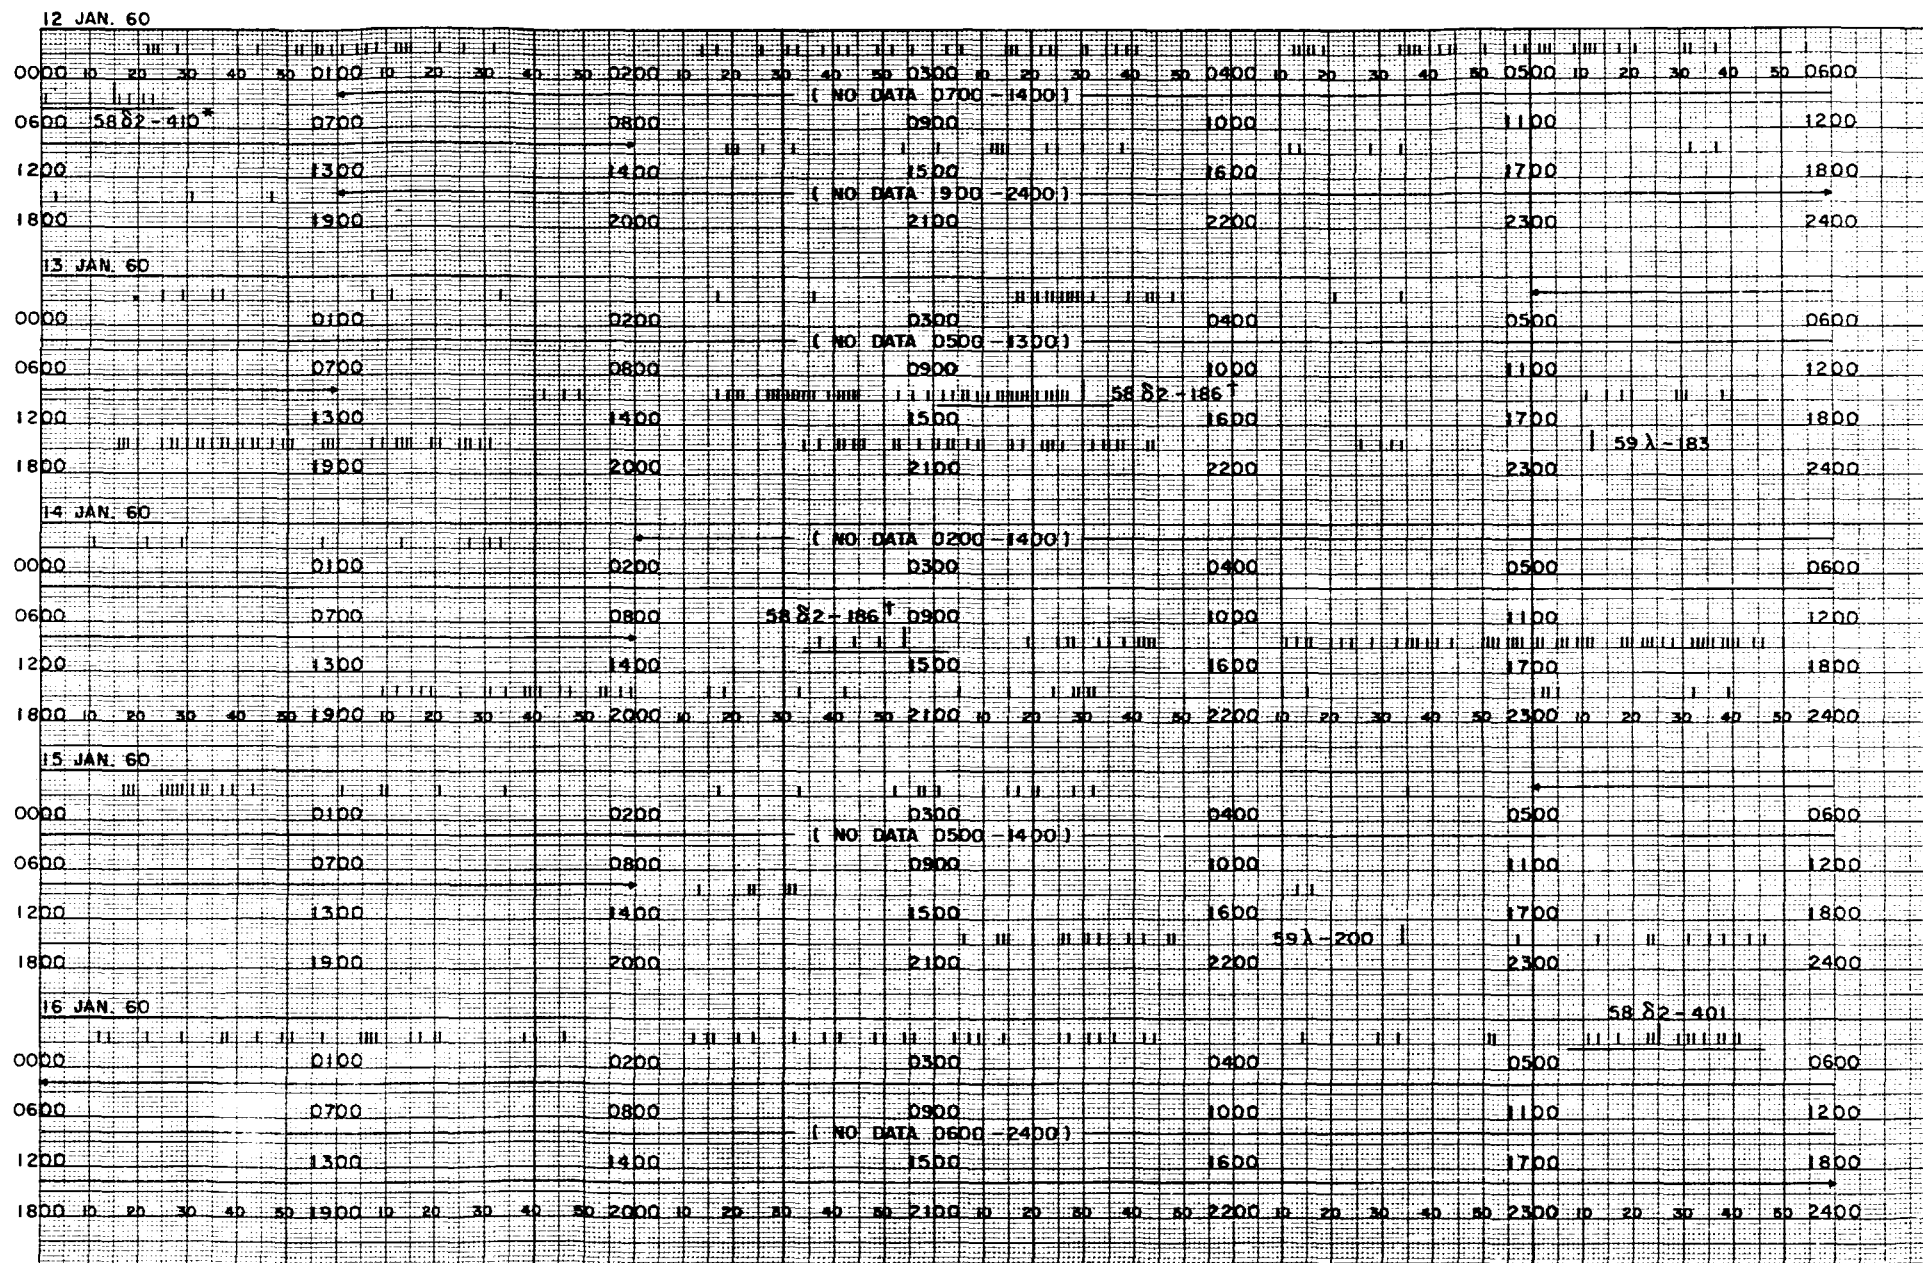 12 JAN. 60
0000 10 20 30 40 50 0100 10 20 30 40 50 0200 10 20 30 40 50 0300 10 20 30 40 50 0400 10 20 30 40 50 0500 10 20 30 40 50 0600
( NO DATA 0700-1400 )
0600 58 δ2-410* 0700 0800 0900 1000 1100 1200
1200 1300 1400 1500 1600 1700 1800
( NO DATA 1900-2400 )
1800 1900 2000 2100 2200 2300 2400
13 JAN. 60
0000 0100 0200 0300 0400 0500 0600
( NO DATA 0500-1300 )
0600 0700 0800 0900 1000 1100 1200
58 δ2-186†
1200 1300 1400 1500 1600 1700 1800
59 λ-183
1800 1900 2000 2100 2200 2300 2400
14 JAN. 60
( NO DATA 0200-1400 )
0000 0100 0200 0300 0400 0500 0600
0600 0700 0800 58 δ2-186† 0900 1000 1100 1200
1200 1300 1400 1500 1600 1700 1800
1800 10 20 30 40 50 1900 10 20 30 40 50 2000 10 20 30 40 50 2100 10 20 30 40 50 2200 10 20 30 40 50 2300 10 20 30 40 50 2400
15 JAN. 60
0000 0100 0200 0300 0400 0500 0600
( NO DATA 0500-1400 )
0600 0700 0800 0900 1000 1100 1200
1200 1300 1400 1500 1600 1700 1800
59 λ-200
1800 1900 2000 2100 2200 2300 2400
16 JAN. 60
58 δ2-401
0000 0100 0200 0300 0400 0500 0600
0600 0700 0800 0900 1000 1100 1200
( NO DATA 0600-2400 )
1200 1300 1400 1500 1600 1700 1800
1800 10 20 30 40 50 1900 10 20 30 40 50 2000 10 20 30 40 50 2100 10 20 30 40 50 2200 10 20 30 40 50 2300 10 20 30 40 50 2400